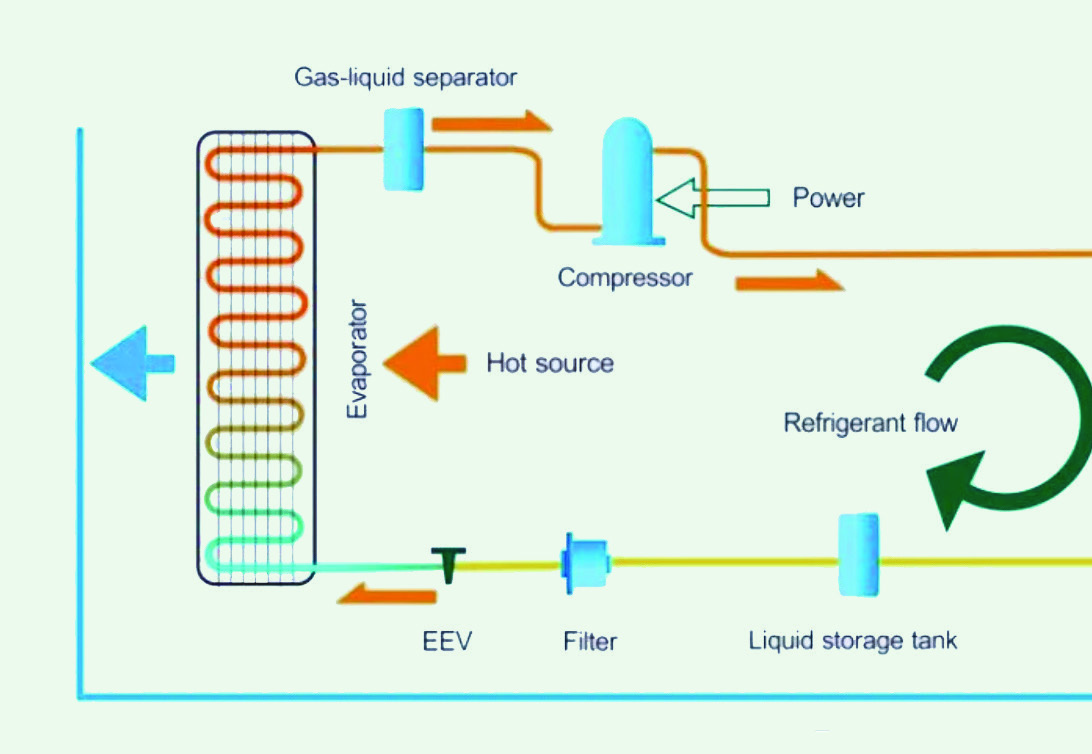 Gas-liquid separator
Power
Compressor
Evaporator
Hot source
Refrigerant flow
EEV
Filter
Liquid storage tank